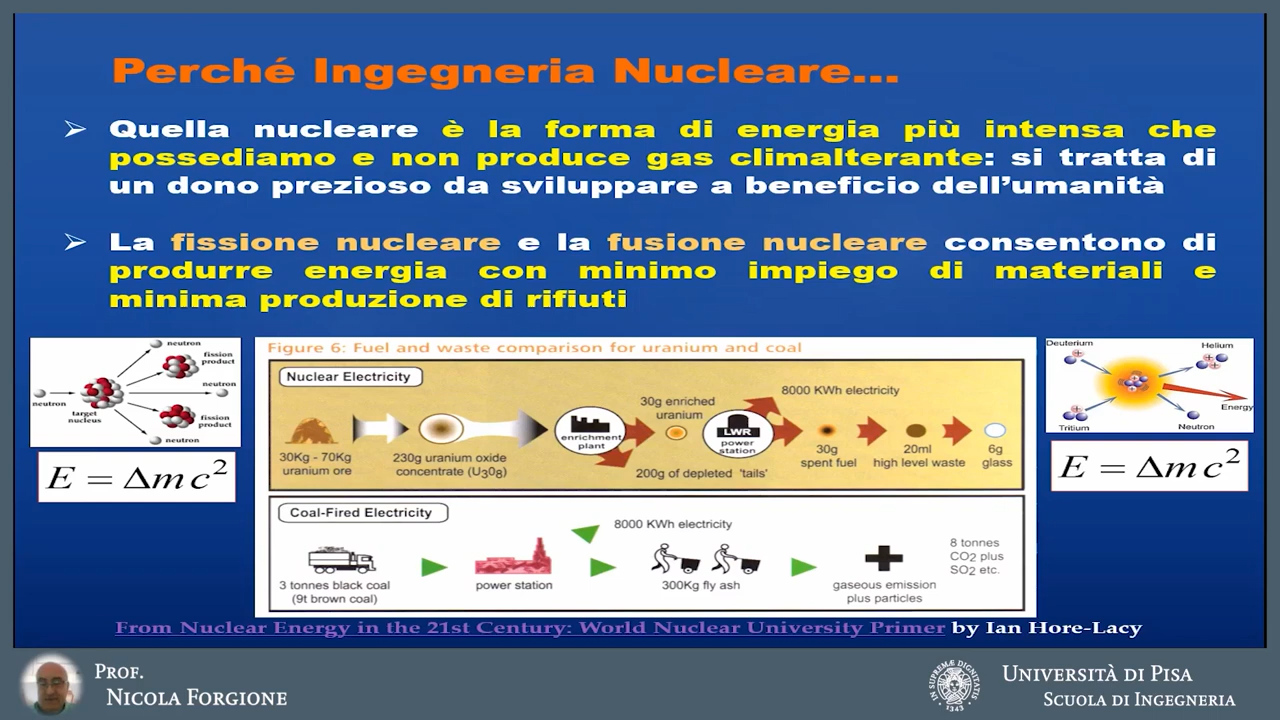 Perché Ingegneria Nucleare...
➢ Quella nucleare è la forma di energia più intensa che
possediamo e non produce gas climalterante: si tratta di
un dono prezioso da sviluppare a beneficio dell’umanità
➢ La fissione nucleare e la fusione nucleare consentono di
produrre energia con minimo impiego di materiali e
minima produzione di rifiuti
neutron
fission
product
neutron
neutron
target
nucleus
fission
product
neutron
E = Δmc²
Figure 6: Fuel and waste comparison for uranium and coal
Nuclear Electricity
30Kg - 70Kg
uranium ore
230g uranium oxide
concentrate (U308)
enrichment
plant
30g enriched
uranium
200g of depleted 'tails'
LWR
power
station
8000 KWh electricity
30g
spent fuel
20ml
high level waste
6g
glass
Coal-Fired Electricity
3 tonnes black coal
(9t brown coal)
power station
8000 KWh electricity
300Kg fly ash
gaseous emission
plus particles
8 tonnes
CO2 plus
SO2 etc.
Deuterium
Helium
Energy
Tritium
Neutron
E = Δmc²
From Nuclear Energy in the 21st Century: World Nuclear University Primer by Ian Hore-Lacy
Prof.
Nicola Forgione
Università di Pisa
Scuola di Ingegneria
1343